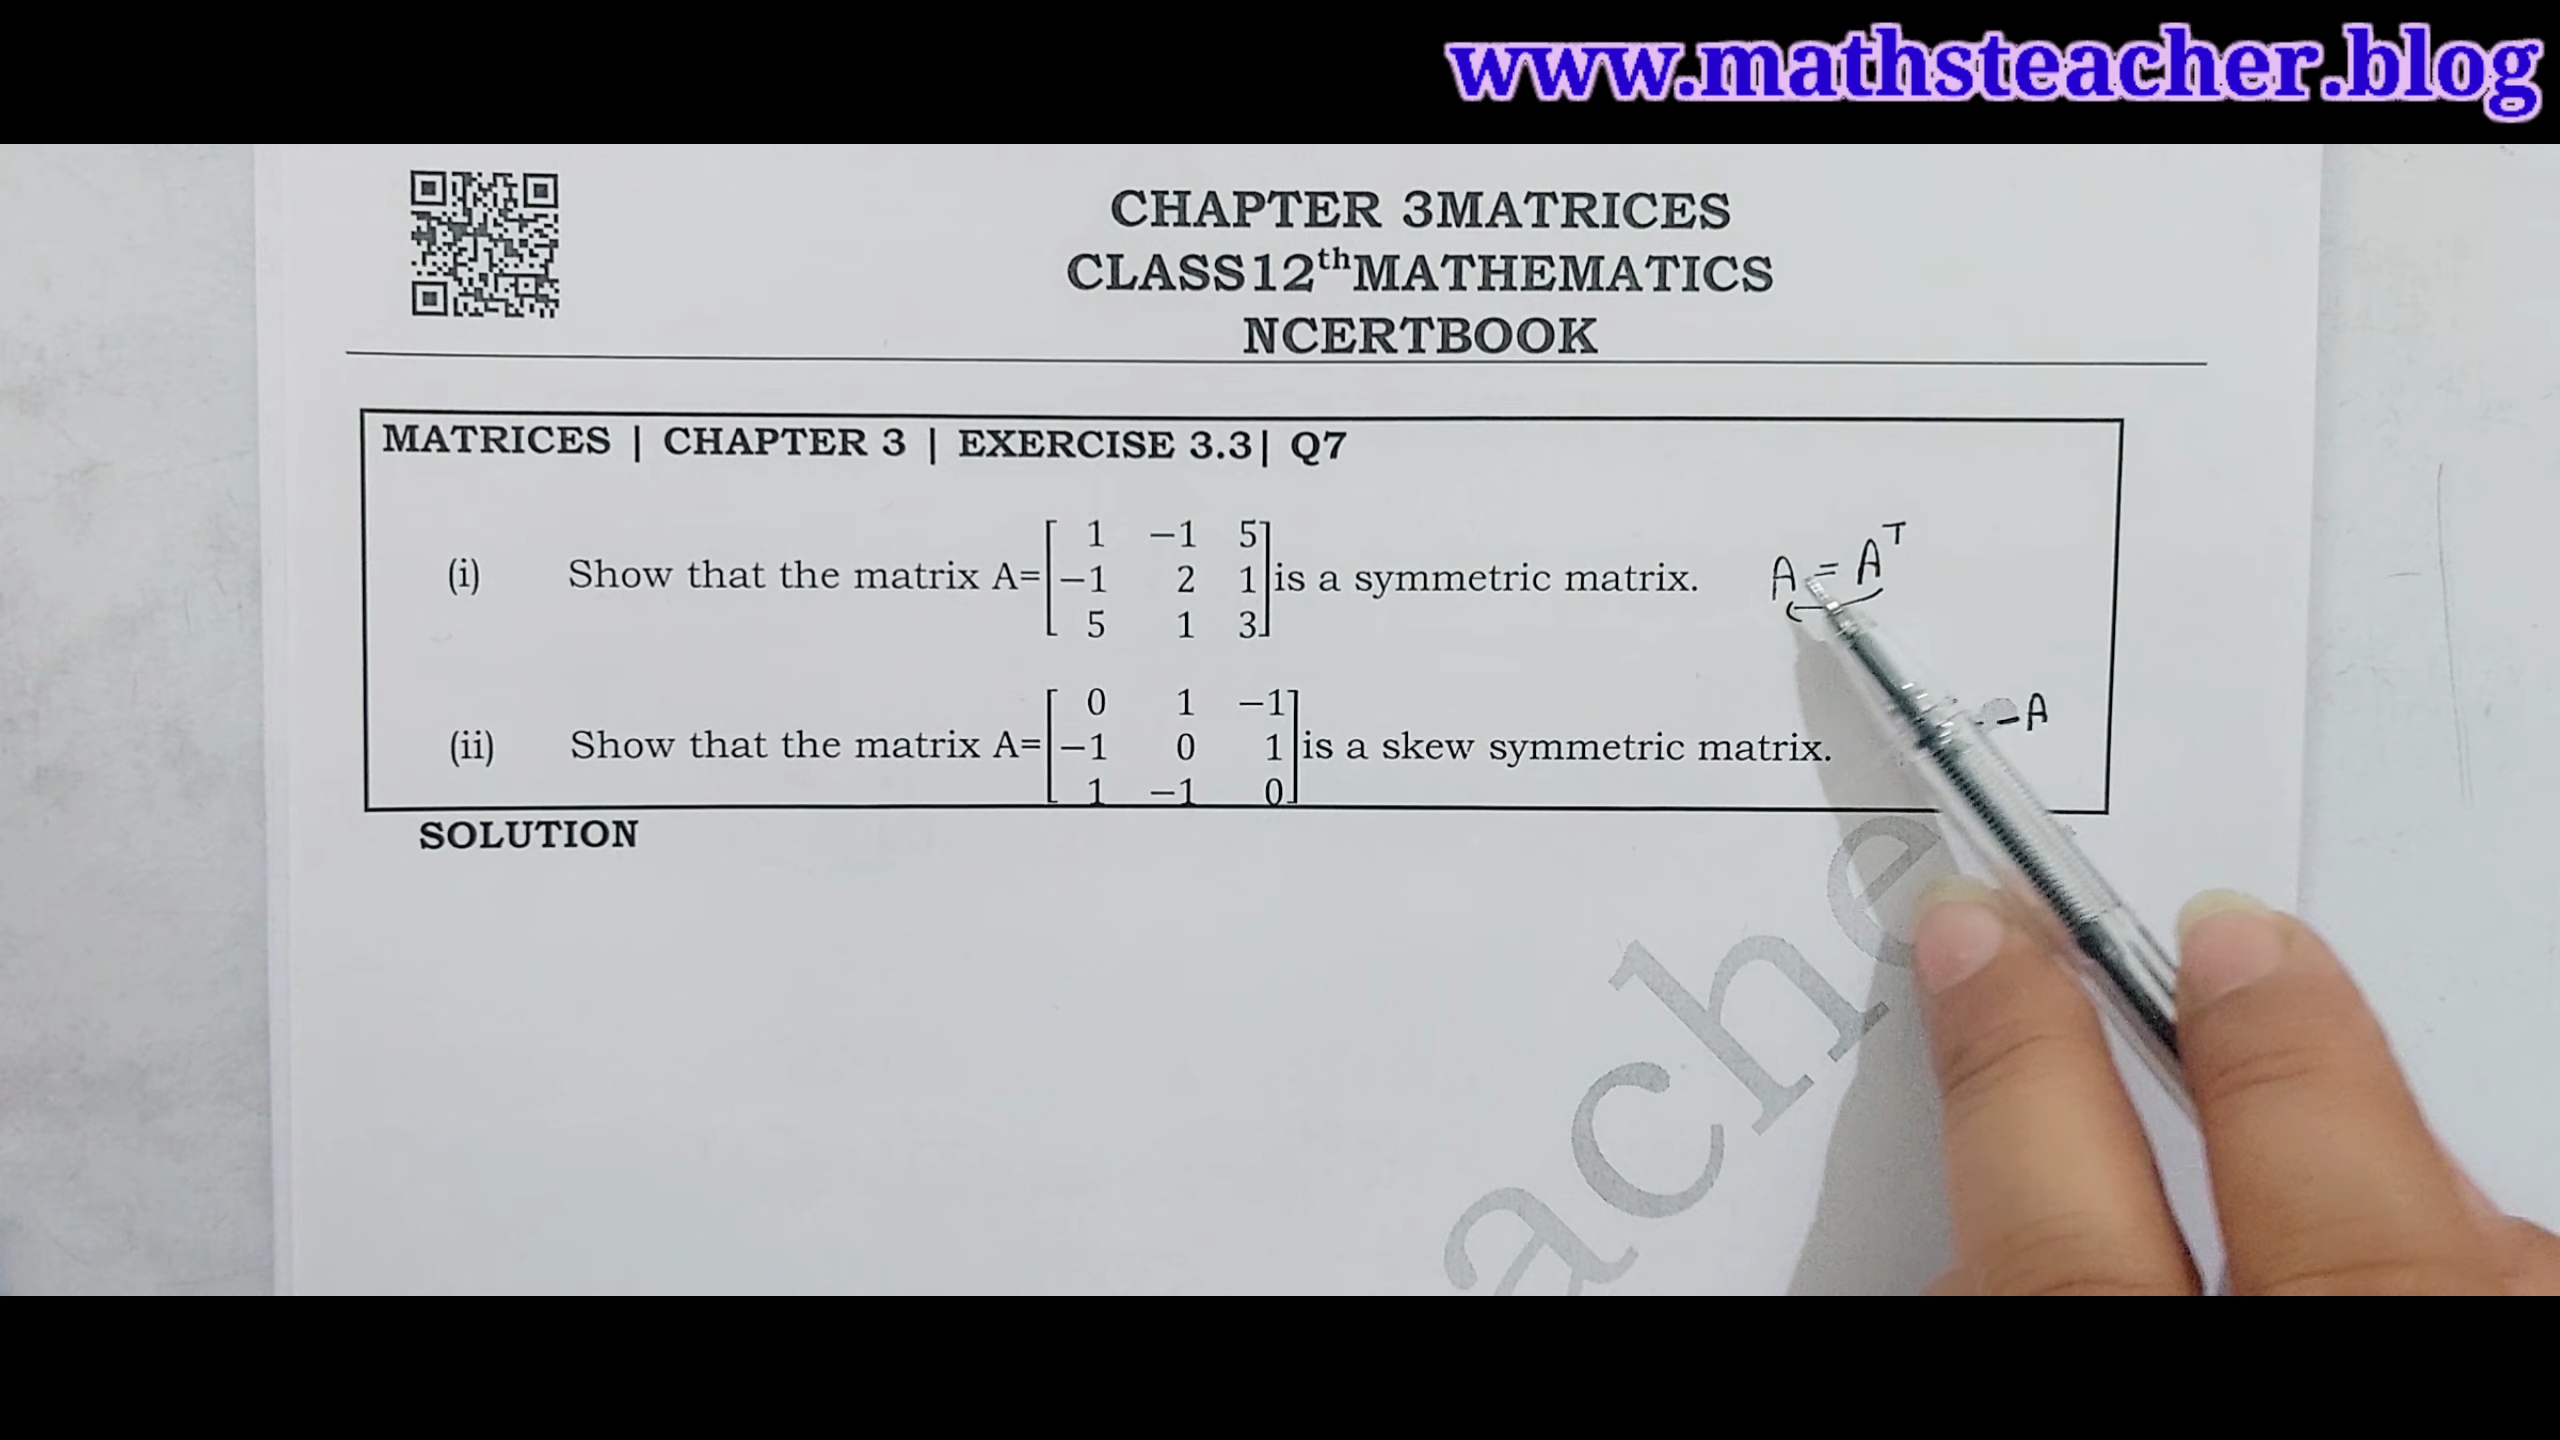 www.mathsteacher.blog
CHAPTER 3MATRICES
CLASS12thMATHEMATICS
NCERTBOOK
MATRICES | CHAPTER 3 | EXERCISE 3.3| Q7
1 −1 5
(i) Show that the matrix A= −1 2 1 is a symmetric matrix. A = A^T
5 1 3
0 1 −1
−A
(ii) Show that the matrix A= −1 0 1 is a skew symmetric matrix.
1 −1 0
SOLUTION
ache